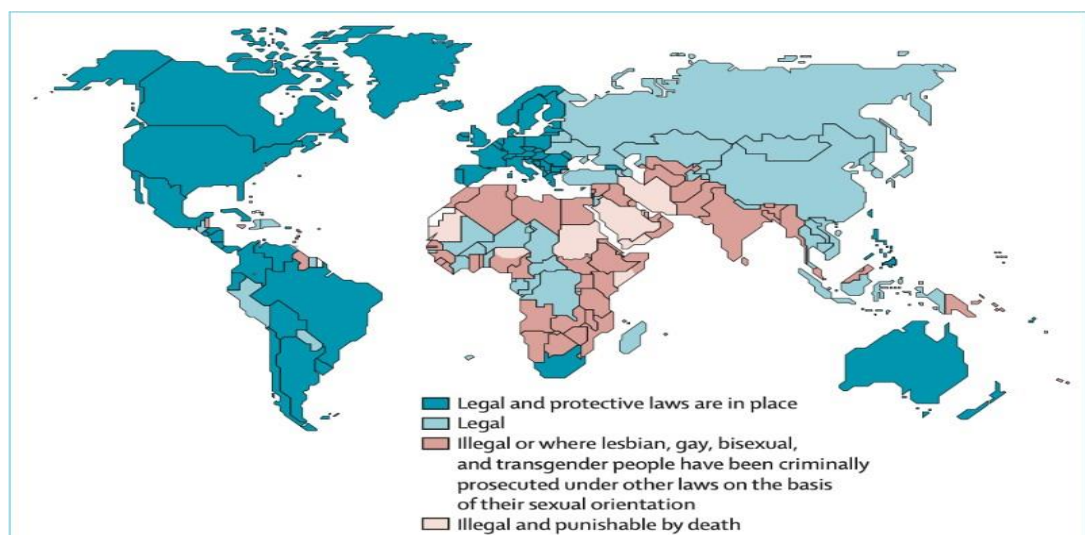 Legal and protective laws are in place
Legal
Illegal or where lesbian, gay, bisexual,
and transgender people have been criminally
prosecuted under other laws on the basis
of their sexual orientation
Illegal and punishable by death